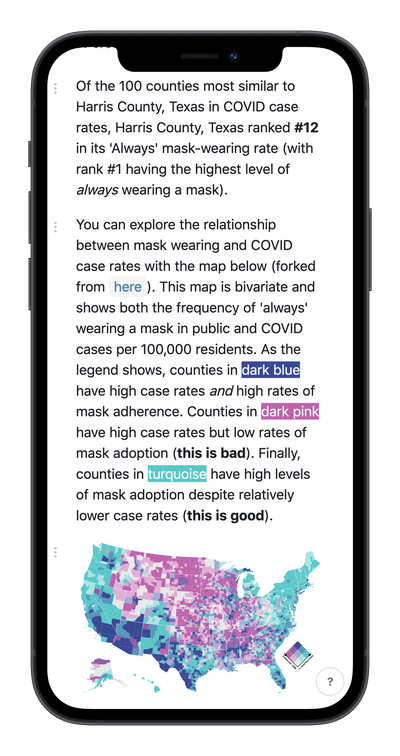 Of the 100 counties most similar to
Harris County, Texas in COVID case
rates, Harris County, Texas ranked #12
in its 'Always' mask-wearing rate (with
rank #1 having the highest level of
always wearing a mask).
You can explore the relationship
between mask wearing and COVID
case rates with the map below (forked
from here ). This map is bivariate and
shows both the frequency of 'always'
wearing a mask in public and COVID
cases per 100,000 residents. As the
legend shows, counties in dark blue
have high case rates and high rates of
mask adherence. Counties in dark pink
have high case rates but low rates of
mask adoption (this is bad). Finally,
counties in turquoise have high levels
of mask adoption despite relatively
lower case rates (this is good).
?